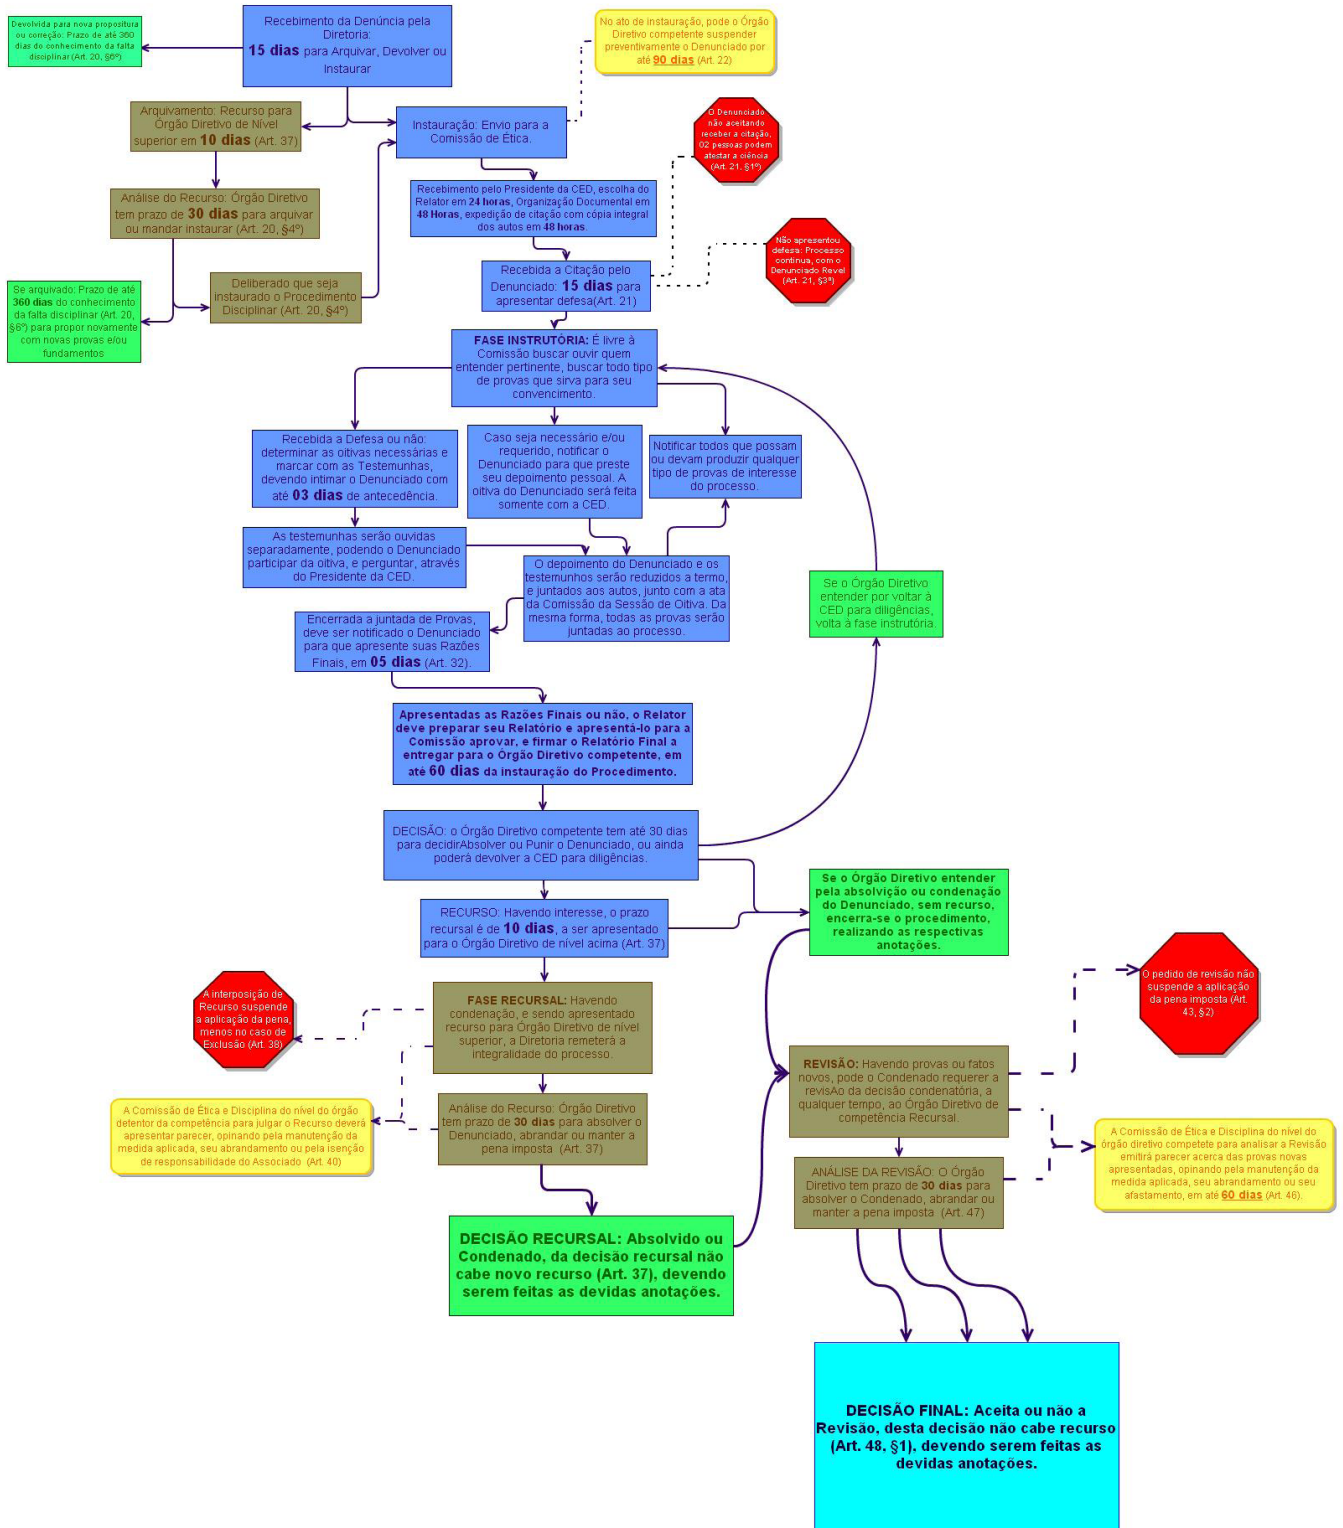 Devolvida para nova propositura
ou correção: Prazo de até 360
dias do conhecimento da falta
disciplinar (Art. 20, §6º)
Recebimento da Denúncia pela
Diretoria:
15 dias para Arquivar, Devolver ou
Instaurar
No ato de instauração, pode o Órgão
Diretivo competente suspender
preventivamente o Denunciado por
até 90 dias (Art. 22)
Arquivamento: Recurso para
Órgão Diretivo de Nível
superior em 10 dias (Art. 37)
Instauração: Envio para a
Comissão de Ética.
O Denunciado
não aceitando
receber a citação,
02 pessoas podem
atestar a ciência
(Art. 21, §1º)
Análise do Recurso: Órgão Diretivo
tem prazo de 30 dias para arquivar
ou mandar instaurar (Art. 20, §4º)
Recebimento pelo Presidente da CED, escolha do
Relator em 24 horas, Organização Documental em
48 Horas, expedição de citação com cópia integral
dos autos em 48 horas.
Não apresentou
defesa: Processo
continua, com o
Denunciado Revel
(Art. 21, §3º)
Se arquivado: Prazo de até
360 dias do conhecimento
da falta disciplinar (Art. 20,
§6º) para propor novamente
com novas provas e/ou
fundamentos
Deliberado que seja
instaurado o Procedimento
Disciplinar (Art. 20, §4º)
Recebida a Citação pelo
Denunciado: 15 dias para
apresentar defesa(Art. 21)
FASE INSTRUTÓRIA: É livre à
Comissão buscar ouvir quem
entender pertinente, buscar todo tipo
de provas que sirva para seu
convencimento.
Recebida a Defesa ou não:
determinar as oitivas necessárias e
marcar com as Testemunhas,
devendo intimar o Denunciado com
até 03 dias de antecedência.
Caso seja necessário e/ou
requerido, notificar o
Denunciado para que preste
seu depoimento pessoal. A
oitiva do Denunciado será feita
somente com a CED.
Notificar todos que possam
ou devam produzir qualquer
tipo de provas de interesse
do processo.
As testemunhas serão ouvidas
separadamente, podendo o Denunciado
participar da oitiva, e perguntar, através
do Presidente da CED.
O depoimento do Denunciado e os
testemunhos serão reduzidos a termo,
e juntados aos autos, junto com a ata
da Comissão da Sessão de Oitiva. Da
mesma forma, todas as provas serão
juntadas ao processo.
Se o Órgão Diretivo
entender por voltar à
CED para diligências,
volta à fase instrutória.
Encerrada a juntada de Provas,
deve ser notificado o Denunciado
para que apresente suas Razões
Finais, em 05 dias (Art. 32).
Apresentadas as Razões Finais ou não, o Relator
deve preparar seu Relatório e apresentá-lo para a
Comissão aprovar, e firmar o Relatório Final a
entregar para o Órgão Diretivo competente, em
até 60 dias da instauração do Procedimento.
DECISÃO: o Órgão Diretivo competente tem até 30 dias
para decidirAbsolver ou Punir o Denunciado, ou ainda
poderá devolver a CED para diligências.
Se o Órgão Diretivo entender
pela absolvição ou condenação
do Denunciado, sem recurso,
encerra-se o procedimento,
realizando as respectivas
anotações.
RECURSO: Havendo interesse, o prazo
recursal é de 10 dias, a ser apresentado
para o Órgão Diretivo de nível acima (Art. 37)
A interposição de
Recurso suspende
a aplicação da pena,
menos no caso de
Exclusão (Art. 38)
FASE RECURSAL: Havendo
condenação, e sendo apresentado
recurso para Órgão Diretivo de nível
superior, a Diretoria remeterá a
integralidade do processo.
O pedido de revisão não
suspende a aplicação
da pena imposta (Art.
43, §2)
REVISÃO: Havendo provas ou fatos
novos, pode o Condenado requerer a
revisAo da decisão condenatória, a
qualquer tempo, ao Órgão Diretivo de
competência Recursal.
A Comissão de Ética e Disciplina do nível do órgão
detentor da competência para julgar o Recurso deverá
apresentar parecer, opinando pela manutenção da
medida aplicada, seu abrandamento ou pela isenção
de responsabilidade do Associado (Art. 40)
Análise do Recurso: Órgão Diretivo
tem prazo de 30 dias para absolver o
Denunciado, abrandar ou manter a
pena imposta (Art. 37)
A Comissão de Ética e Disciplina do nível do
órgão diretivo competete para analisar a Revisão
emitirá parecer acerca das provas novas
apresentadas, opinando pela manutenção da
medida aplicada, seu abrandamento ou seu
afastamento, em até 60 dias (Art. 46).
ANÁLISE DA REVISÃO: O Órgão
Diretivo tem prazo de 30 dias para
absolver o Condenado, abrandar ou
manter a pena imposta (Art. 47)
DECISÃO RECURSAL: Absolvido ou
Condenado, da decisão recursal não
cabe novo recurso (Art. 37), devendo
serem feitas as devidas anotações.
DECISÃO FINAL: Aceita ou não a
Revisão, desta decisão não cabe recurso
(Art. 48, §1), devendo serem feitas as
devidas anotações.